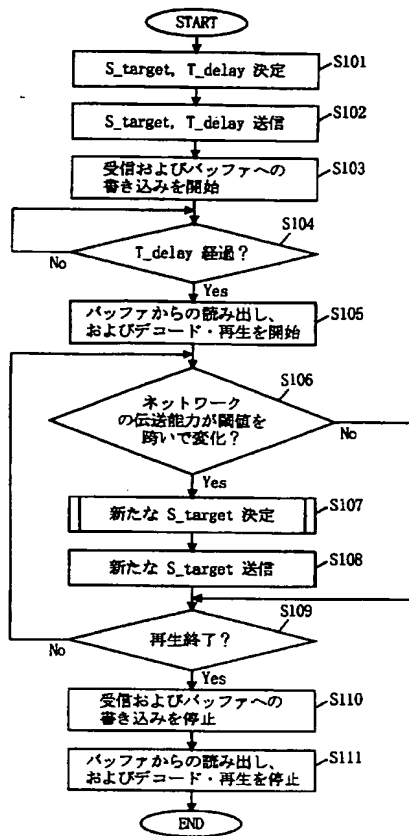 START
S_target, T_delay 決定
S101
S_target, T_delay 送信
S102
受信およびバッファへの
書き込みを開始
S103
S104
T_delay 経過?
No
Yes
バッファからの読み出し、
およびデコード・再生を開始
S105
S106
ネットワーク
の伝送能力が閾値を
跨いで変化?
No
Yes
新たな S_target 決定
S107
新たな S_target 送信
S108
S109
再生終了?
No
Yes
受信およびバッファへの
書き込みを停止
S110
バッファからの読み出し、
およびデコード・再生を停止
S111
END